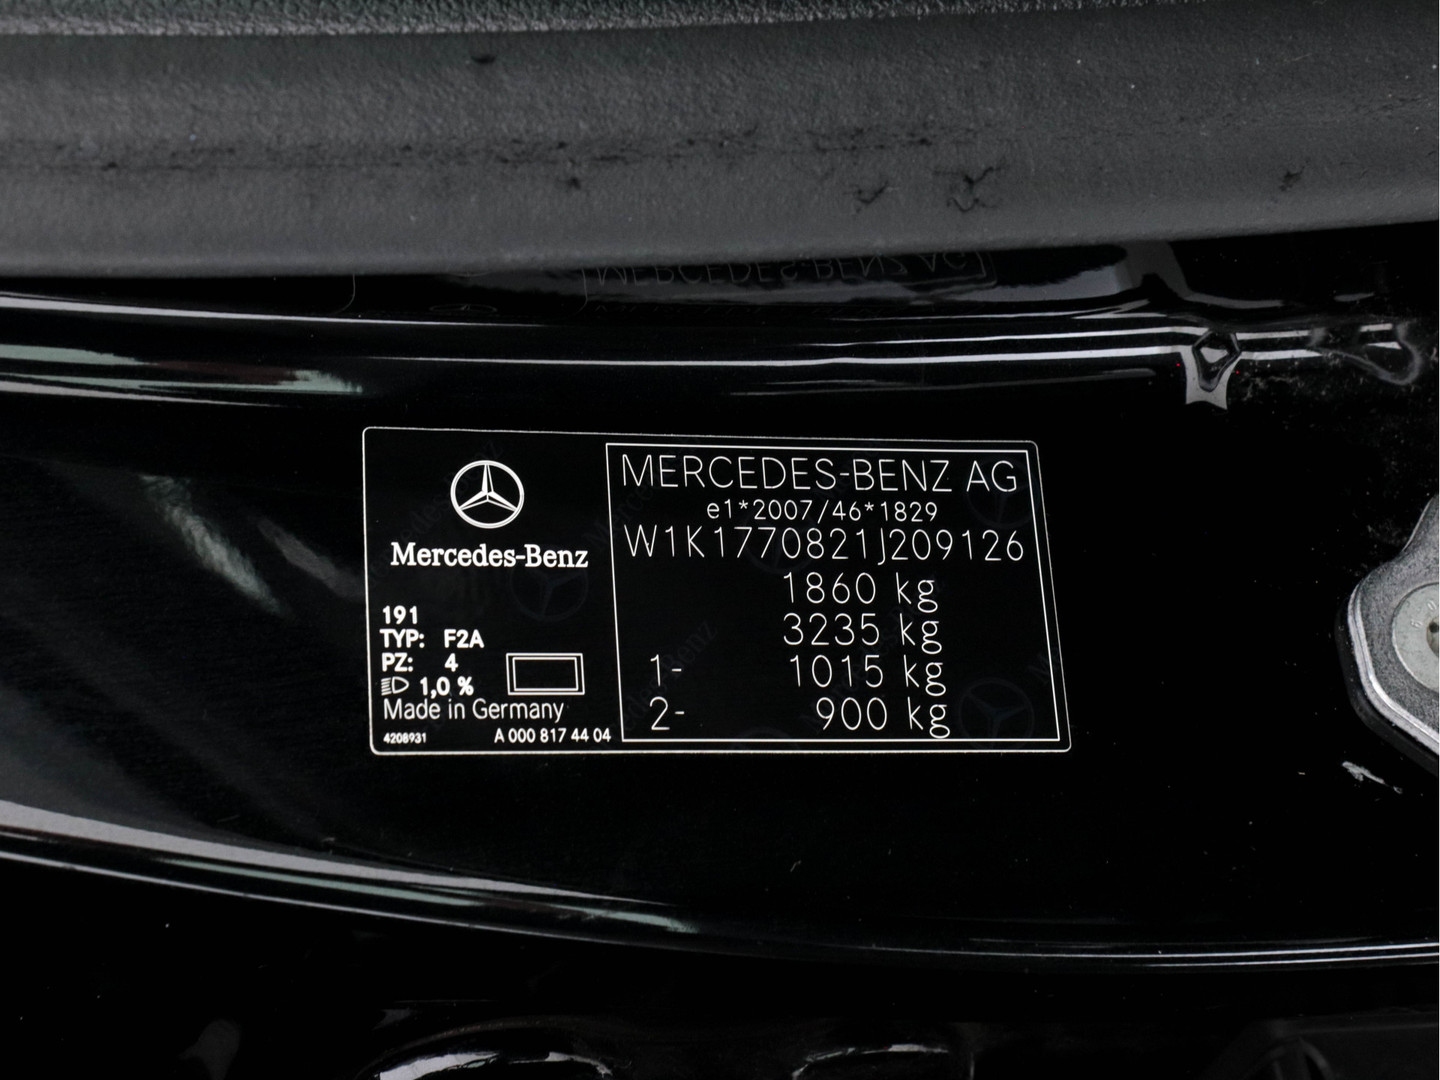 Mercedes-Benz
191
TYP: F2A
PZ: 4
1,0 %
Made in Germany
4208931 A 000 817 44 04
MERCEDES-BENZ AG
e1*2007/46*1829
W1K1770821J209126
1860 kg
3235 kg
1- 1015 kg
2- 900 kg